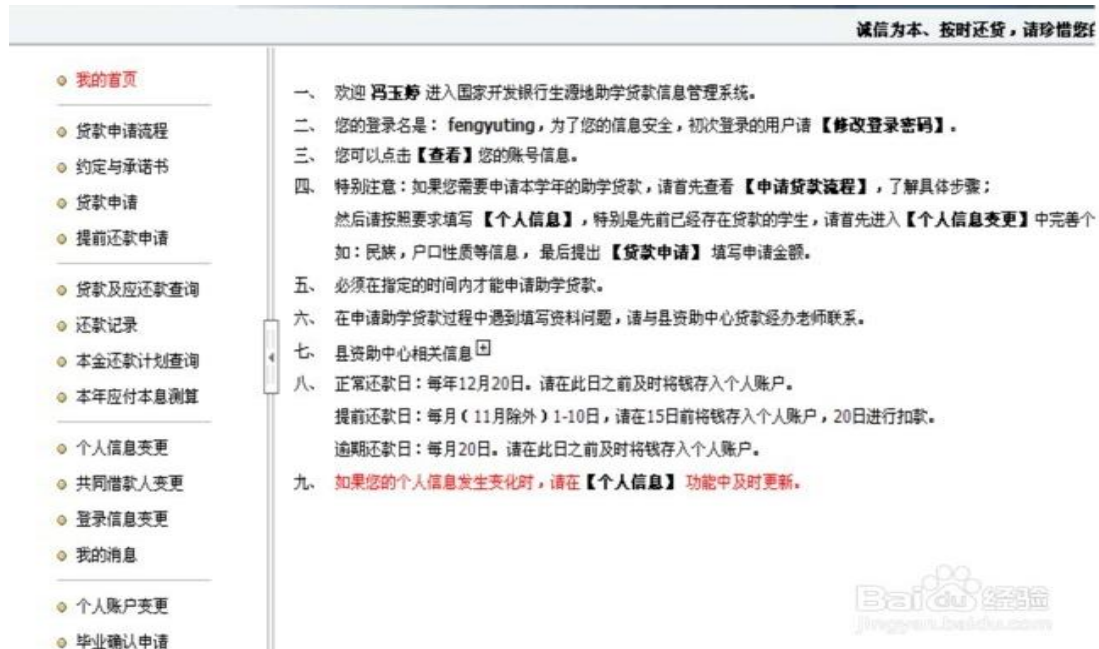 诚信为本、按时还贷，请珍惜您
我的首页
贷款申请流程
约定与承诺书
贷款申请
提前还款申请
贷款及应还款查询
还款记录
本金还款计划查询
本年应付本息测算
个人信息变更
共同借款人变更
登录信息变更
我的消息
个人账户变更
毕业确认申请
一、 欢迎 冯玉婷 进入国家开发银行生源地助学贷款信息管理系统。
二、 您的登录名是： fengyuting，为了您的信息安全，初次登录的用户请 【修改登录密码】。
三、 您可以点击【查看】您的账号信息。
四、 特别注意：如果您需要申请本学年的助学贷款，请首先查看 【申请贷款流程】，了解具体步骤；
然后请按照要求填写 【个人信息】，特别是先前已经存在贷款的学生，请首先进入【个人信息变更】中完善个
如：民族，户口性质等信息， 最后提出 【贷款申请】 填写申请金额。
五、 必须在指定的时间内才能申请助学贷款。
六、 在申请助学贷款过程中遇到填写资料问题，请与县资助中心贷款经办老师联系。
七、 县资助中心相关信息
八、 正常还款日：每年12月20日。请在此日之前及时将钱存入个人账户。
提前还款日：每月（11月除外）1-10日，请在15日前将钱存入个人账户，20日进行扣款。
逾期还款日：每月20日。请在此日之前及时将钱存入个人账户。
九、 如果您的个人信息发生变化时，请在【个人信息】 功能中及时更新。
Baidu 经验
jingyan.baidu.com